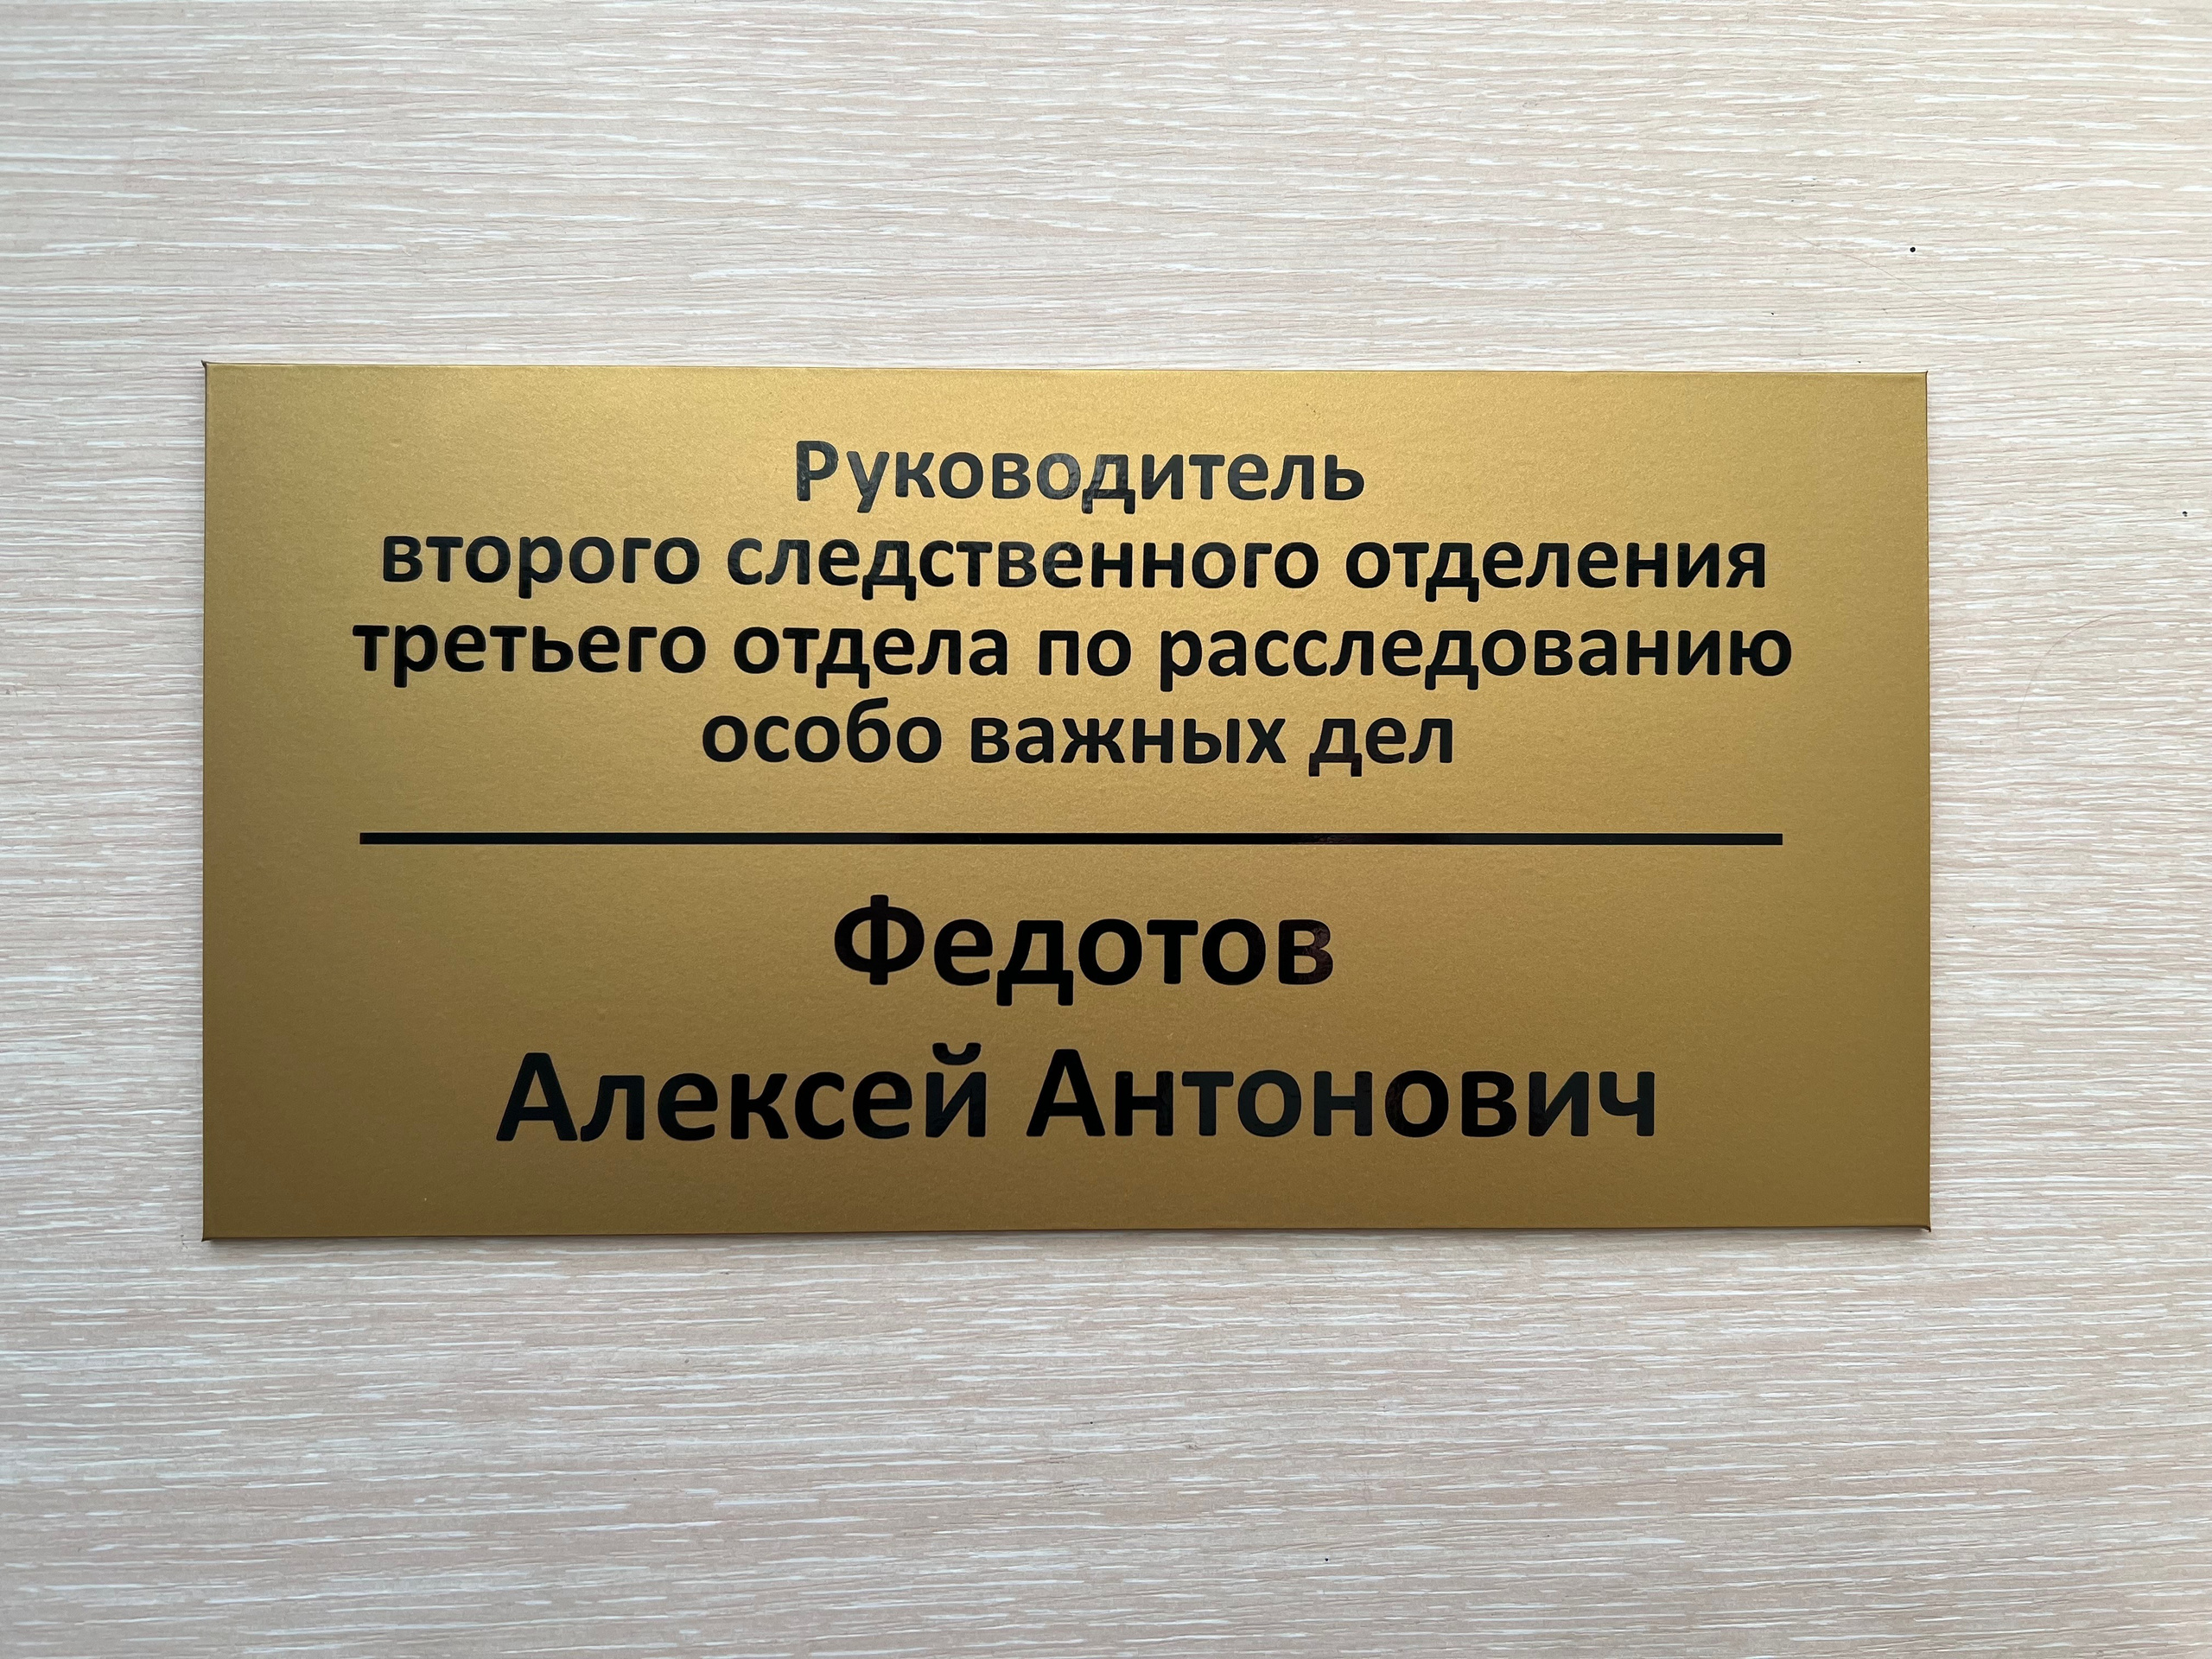 Руководитель
второго следственного отделения
третьего отдела по расследованию
особо важных дел
Федотов
Алексей Антонович